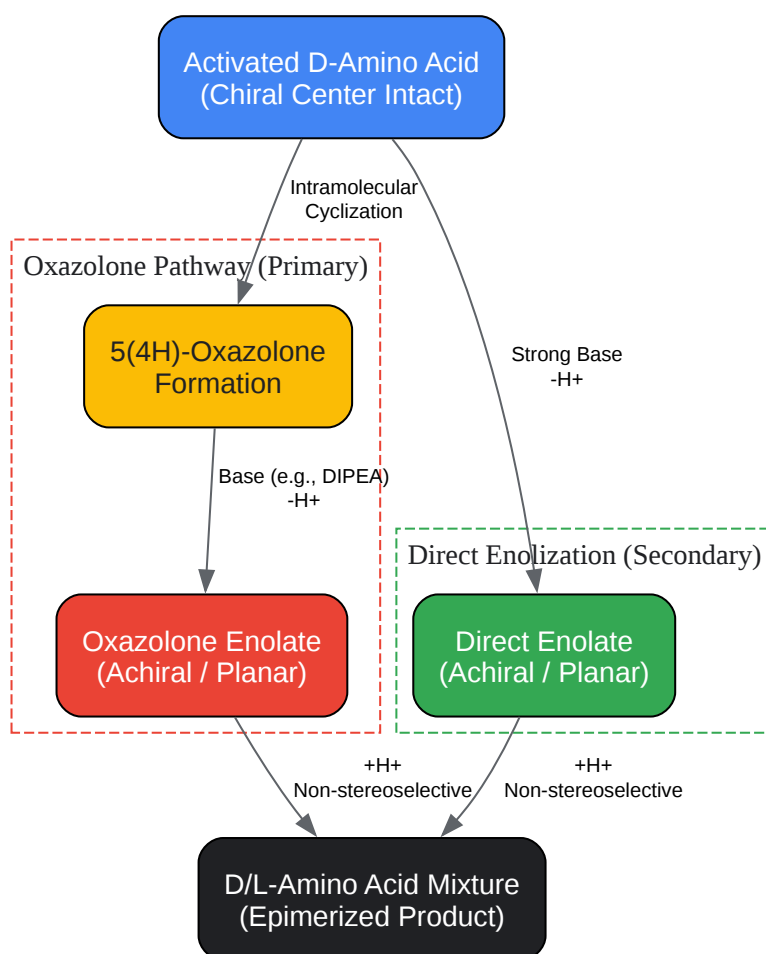 Activated D-Amino Acid
(Chiral Center Intact)
Intramolecular
Cyclization
Oxazolone Pathway (Primary)
5(4H)-Oxazolone
Formation
Strong Base
-H+
Base (e.g., DIPEA)
-H+
Direct Enolization (Secondary)
Oxazolone Enolate
(Achiral / Planar)
Direct Enolate
(Achiral / Planar)
+H+
Non-stereoselective
+H+
Non-stereoselective
D/L-Amino Acid Mixture
(Epimerized Product)